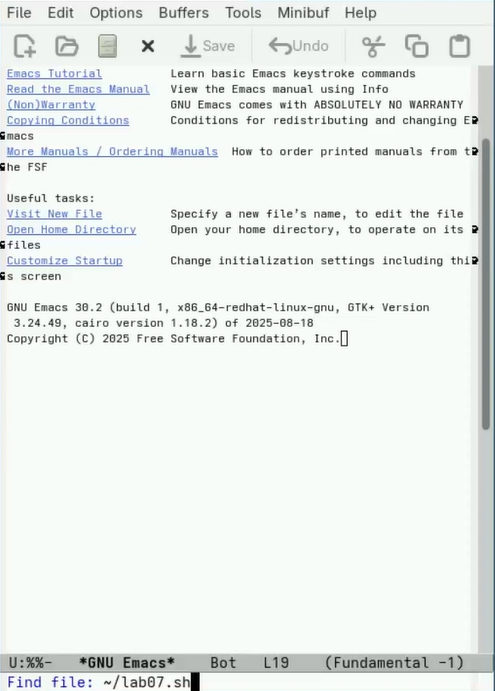 File Edit Options Buffers Tools Minibuf Help
Save Undo
Emacs Tutorial Learn basic Emacs keystroke commands
Read the Emacs Manual View the Emacs manual using Info
(Non)Warranty GNU Emacs comes with ABSOLUTELY NO WARRANTY
Copying Conditions Conditions for redistributing and changing E
macs
More Manuals / Ordering Manuals How to order printed manuals from t
he FSF
Useful tasks:
Visit New File Specify a new file’s name, to edit the file
Open Home Directory Open your home directory, to operate on its
files
Customize Startup Change initialization settings including thi
s screen
GNU Emacs 30.2 (build 1, x86_64-redhat-linux-gnu, GTK+ Version
3.24.49, cairo version 1.18.2) of 2025-08-18
Copyright (C) 2025 Free Software Foundation, Inc.
U:%%- *GNU Emacs* Bot L19 (Fundamental -1)
Find file: ~/lab07.sh